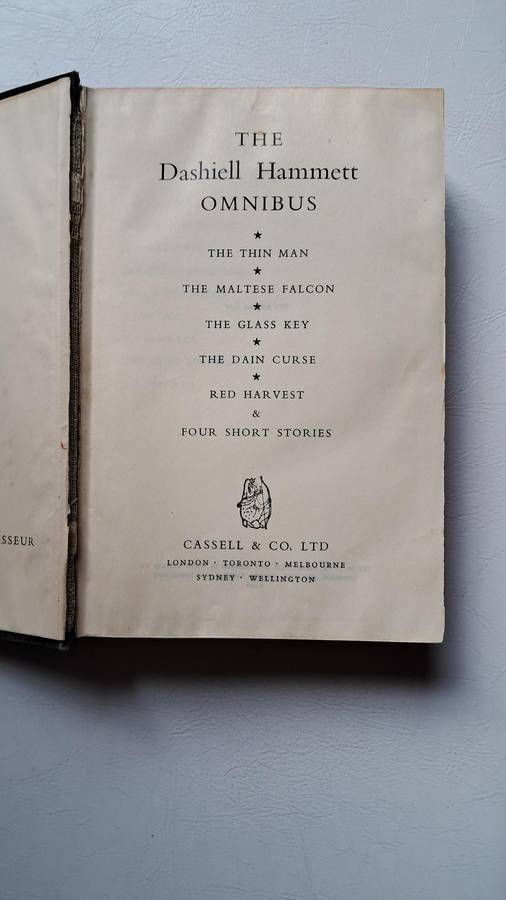 THE
Dashiell Hammett
OMNIBUS
★
THE THIN MAN
★
THE MALTESE FALCON
★
THE GLASS KEY
★
THE DAIN CURSE
★
RED HARVEST
&
FOUR SHORT STORIES
CASSELL & CO. LTD
LONDON · TORONTO · MELBOURNE
SYDNEY · WELLINGTON